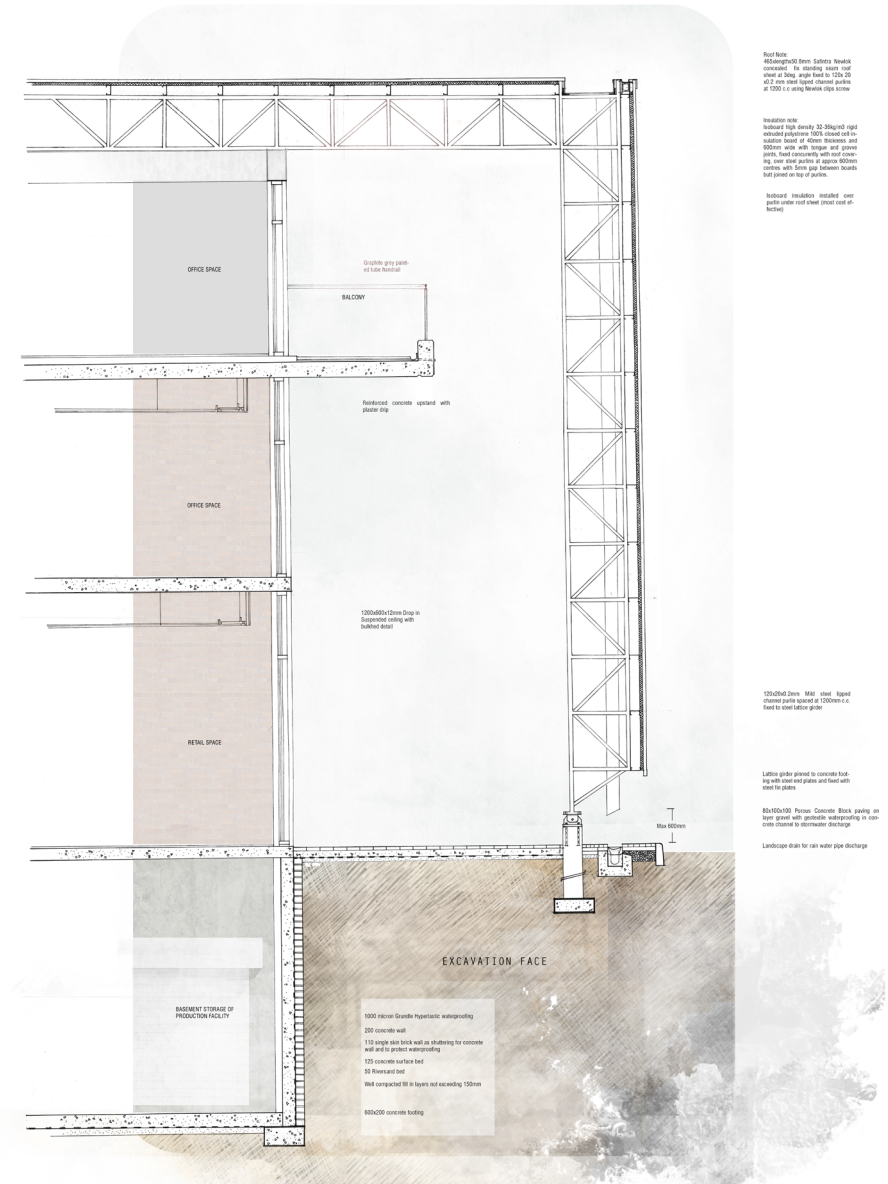 Roof Note:
465xlengthsx50.8mm Safintra Newlok
concealed fix standing seam roof
sheet at 3deg. angle fixed to 120x 20
x0.2 mm steel lipped channel purlins
at 1200 c.c using Newlok clips screw
Insulation note:
Isoboard high density 32-36kg/m3 rigid
extruded polystrene 100% closed cell in-
sulation board of 40mm thickness and
600mm wide with tongue and grovve
joints, fixed concurently with roof cover-
ing, over steel purlins at approx 600mm
centres with 5mm gap between boards
butt joined on top of purlins.
Isoboard insulation installed over
purlin under roof sheet (most cost ef-
fective)
OFFICE SPACE
Graphite grey paint-
ed tube handrail
BALCONY
Reinforced concrete upstand with
plaster drip
OFFICE SPACE
1200x600x12mm Drop in
Suspended ceiling with
bulkhed detail
120x20x0.2mm Mild steel lipped
channel purlin spaced at 1200mm c.c.
fixed to steel lattice girder
RETAIL SPACE
Lattice girder pinned to concrete foot-
ing with steel end plates and fixed with
steel fin plates
80x100x100 Porous Concrete Block paving on
layer gravel with geotextile waterproofing in con-
crete channel to stormwater discharge
Max 600mm
Landscape drain for rain water pipe discharge
EXCAVATION FACE
BASEMENT STORAGE OF
PRODUCTION FACILITY
1000 micron Grundle Hypertlastic waterproofing
200 concrete wall
110 single skin brick wall as shuttering for concrete
wall and to protect waterproofing
125 concrete surface bed
50 Riversand bed
Well compacted fill in layers not exceeding 150mm
600x200 concrete footing